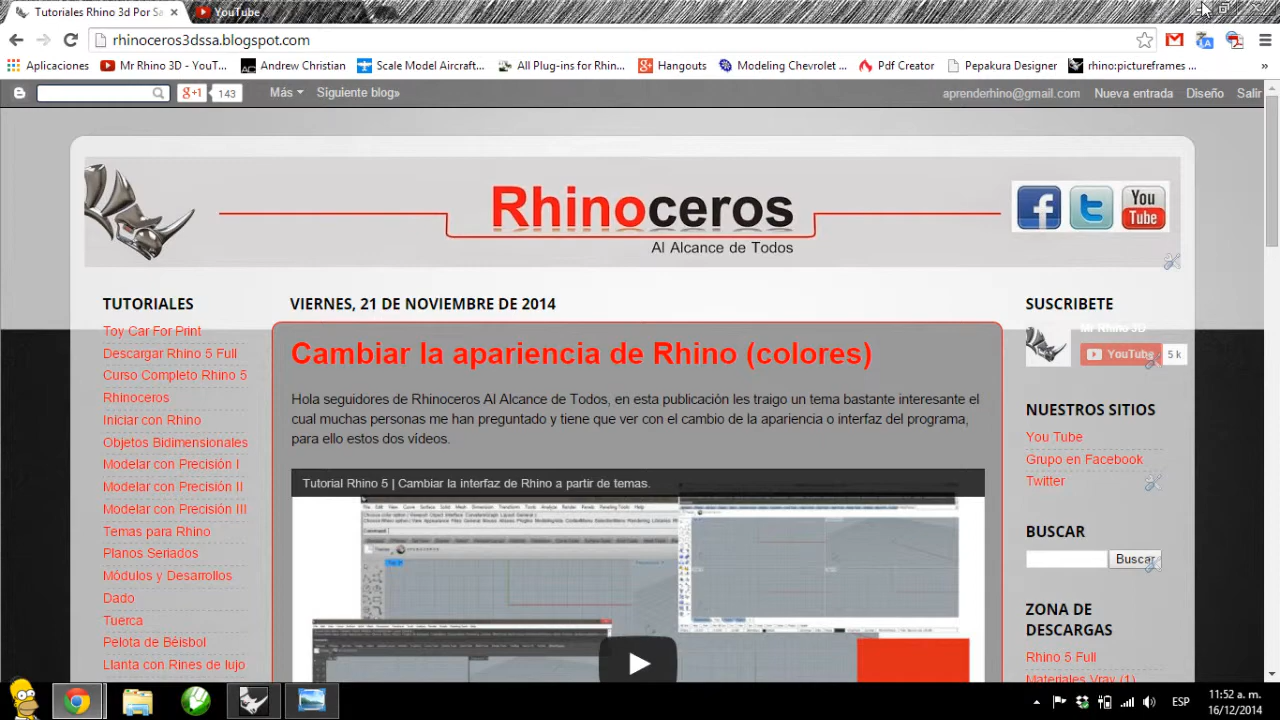 Tutoriales Rhino 3d Por Sa
YouTube
rhinoceros3dssa.blogspot.com
Aplicaciones
Mr Rhino 3D - YouT...
Andrew Christian
Scale Model Aircraft...
All Plug-ins for Rhin...
Hangouts
Modeling Chevrolet ...
Pdf Creator
Pepakura Designer
rhino:pictureframes ...
»
g+1
143
Más
Siguiente blog»
aprenderhino@gmail.com
Nueva entrada
Diseño
Salir
Rhinoceros
Al Alcance de Todos
You
Tube
TUTORIALES
Toy Car For Print
Descargar Rhino 5 Full
Curso Completo Rhino 5
Rhinoceros
Iniciar con Rhino
Objetos Bidimensionales
Modelar con Precisión I
Modelar con Precisión II
Modelar con Precisión III
Temas para Rhino
Planos Seriados
Módulos y Desarrollos
Dado
Tuerca
Pelota de Béisbol
Llanta con Rines de lujo
VIERNES, 21 DE NOVIEMBRE DE 2014
Cambiar la apariencia de Rhino (colores)
Hola seguidores de Rhinoceros Al Alcance de Todos, en esta publicación les traigo un tema bastante interesante el
cual muchas personas me han preguntado y tiene que ver con el cambio de la apariencia o interfaz del programa,
para ello estos dos vídeos.
Tutorial Rhino 5 | Cambiar la interfaz de Rhino a partir de temas.
SUSCRIBETE
Mr Rhino 3D
YouTube
5 k
NUESTROS SITIOS
You Tube
Grupo en Facebook
Twitter
BUSCAR
Buscar
ZONA DE
DESCARGAS
Rhino 5 Full
Materiales Vray (1)
ESP
11:52 a. m.
16/12/2014